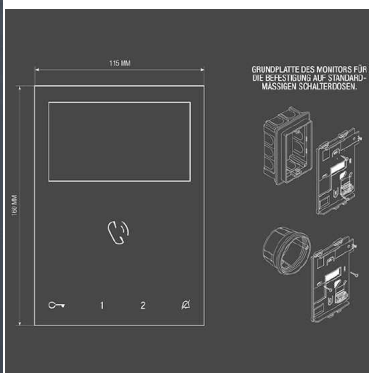 115 MM
GRUNDPLATTE DES MONITORS FÜR
DIE BEFESTIGUNG AUF STANDARD-
MÄSSIGEN SCHALTERDOSEN.
160 MM
1 2